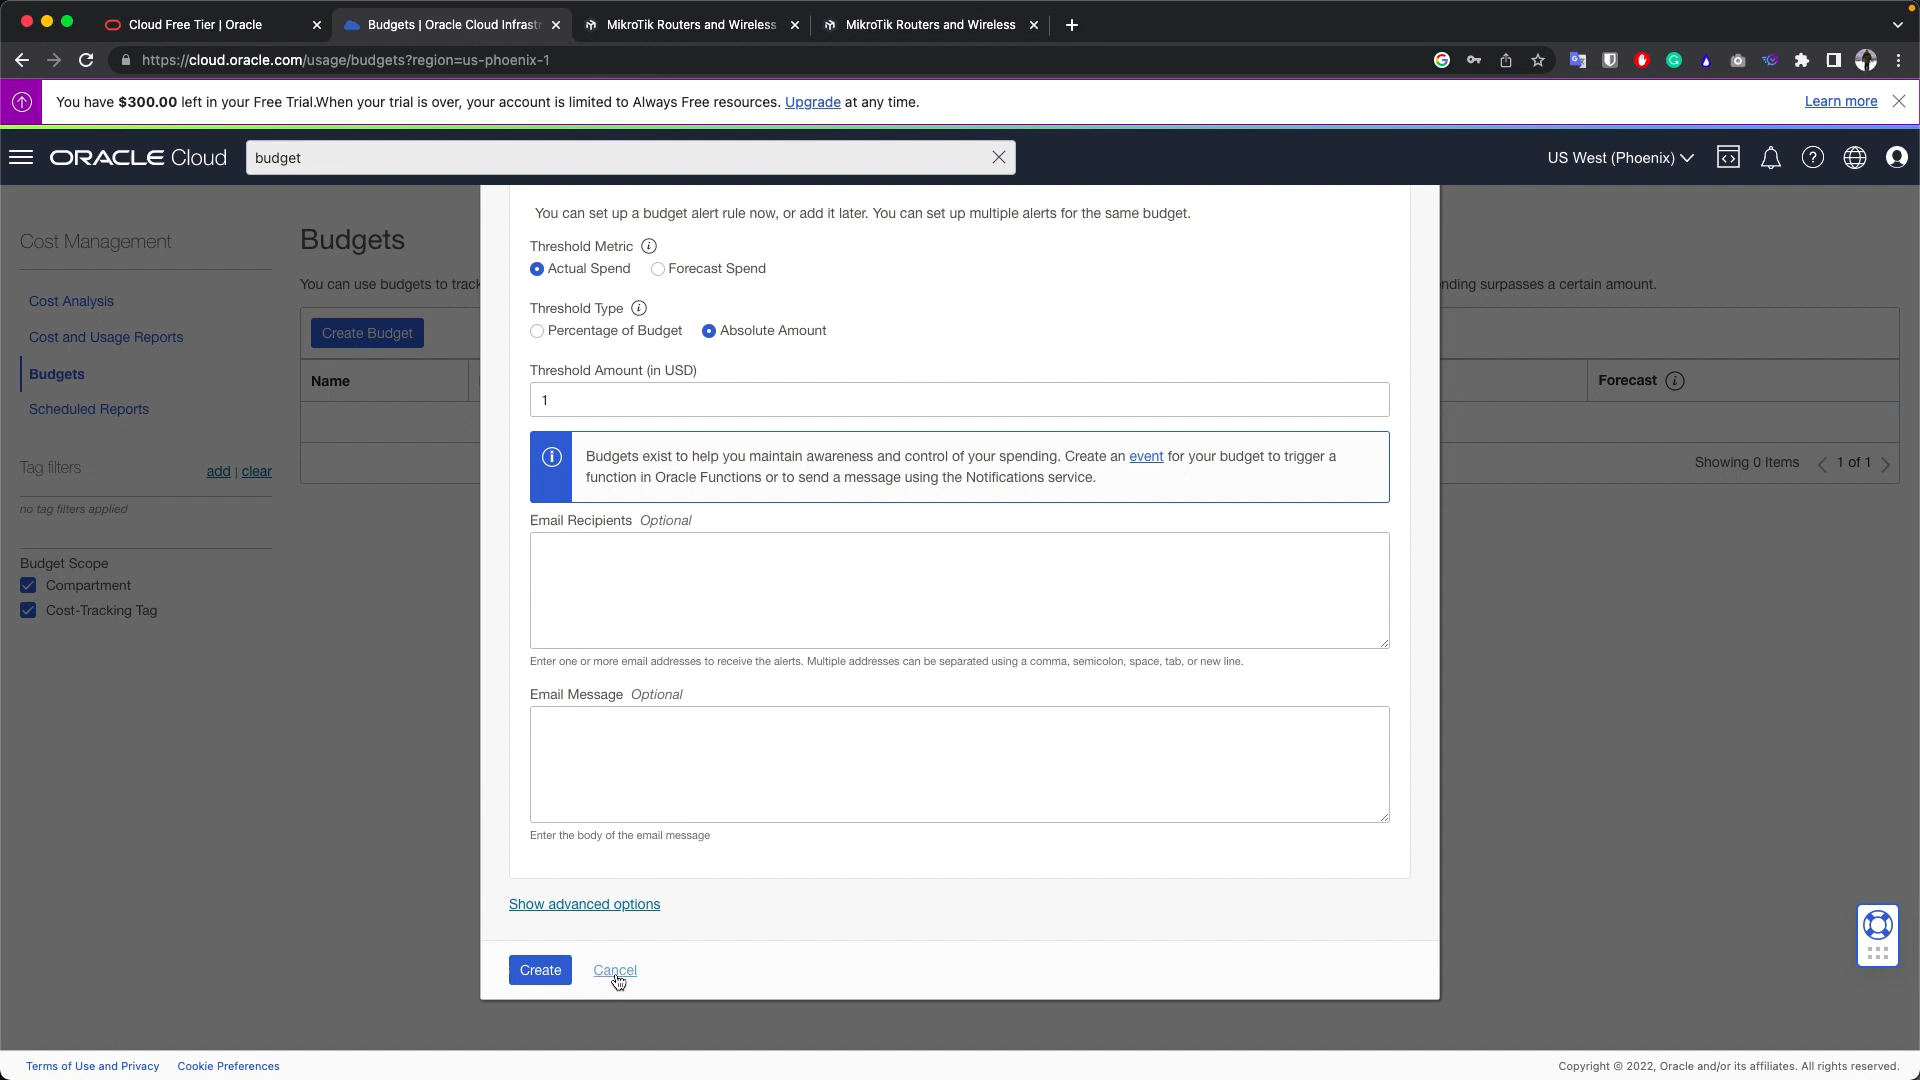 Cloud Free Tier | Oracle
Budgets | Oracle Cloud Infrastr
MikroTik Routers and Wireless
MikroTik Routers and Wireless
https://cloud.oracle.com/usage/budgets?region=us-phoenix-1
You have $300.00 left in your Free Trial.When your trial is over, your account is limited to Always Free resources. Upgrade at any time.
Learn more
ORACLE Cloud
budget
US West (Phoenix)
Cost Management
Cost Analysis
Cost and Usage Reports
Budgets
Scheduled Reports
Tag filters
add | clear
no tag filters applied
Budget Scope
Compartment
Cost-Tracking Tag
Budgets
You can use budgets to track
nding surpasses a certain amount.
Create Budget
Name
Forecast
Showing 0 Items
1 of 1
You can set up a budget alert rule now, or add it later. You can set up multiple alerts for the same budget.
Threshold Metric
Actual Spend
Forecast Spend
Threshold Type
Percentage of Budget
Absolute Amount
Threshold Amount (in USD)
1
Budgets exist to help you maintain awareness and control of your spending. Create an event for your budget to trigger a
function in Oracle Functions or to send a message using the Notifications service.
Email Recipients Optional
Enter one or more email addresses to receive the alerts. Multiple addresses can be separated using a comma, semicolon, space, tab, or new line.
Email Message Optional
Enter the body of the email message
Show advanced options
Create
Cancel
Terms of Use and Privacy
Cookie Preferences
Copyright © 2022, Oracle and/or its affiliates. All rights reserved.